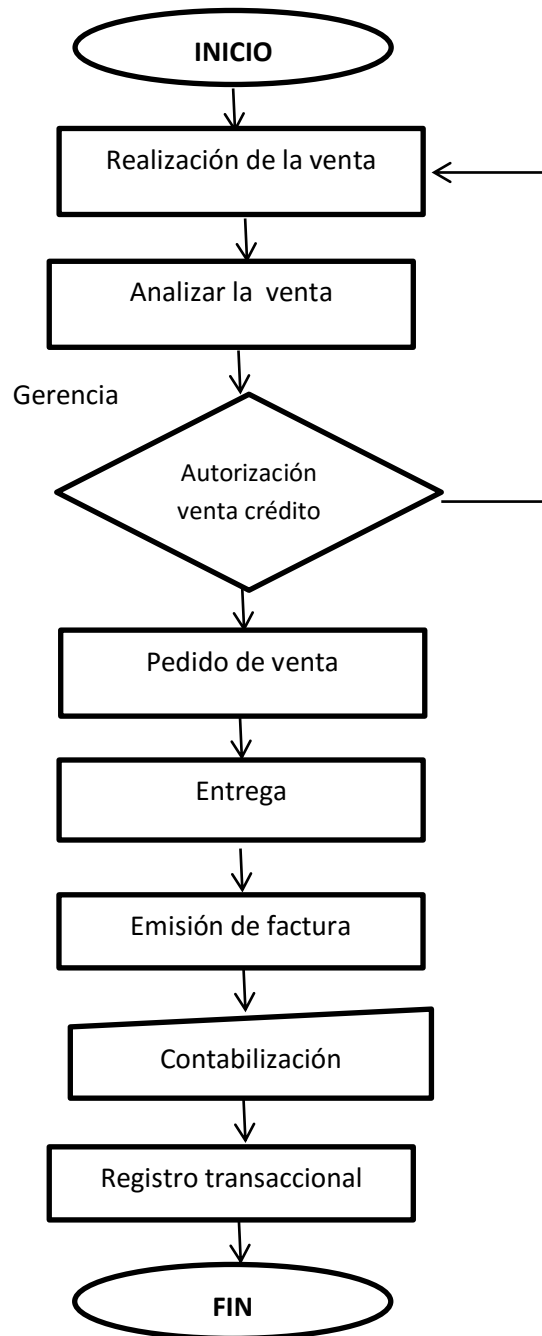 INICIO
Realización de la venta
Analizar la venta
Gerencia
Autorización
venta crédito
Pedido de venta
Entrega
Emisión de factura
Contabilización
Registro transaccional
FIN